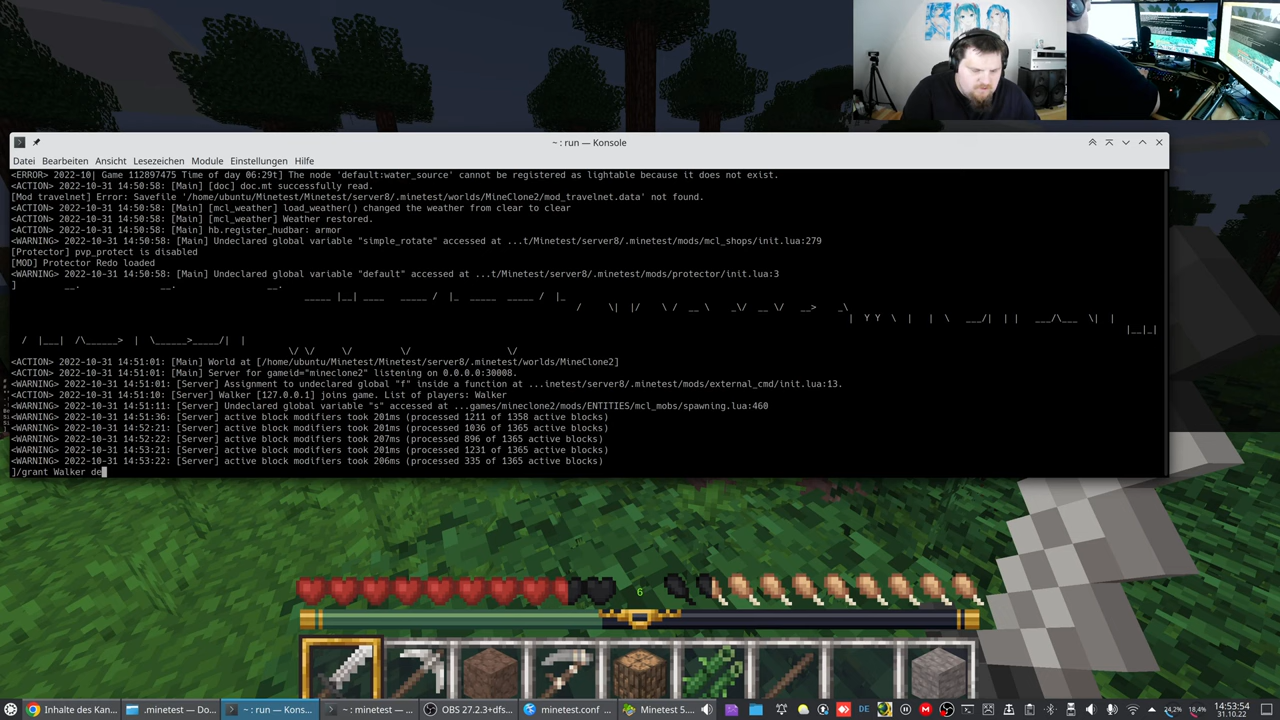 ~ : run — Konsole
Datei Bearbeiten Ansicht Lesezeichen Module Einstellungen Hilfe
<ERROR> 2022-10| Game 112897475 Time of day 06:29t] The node 'default:water_source' cannot be registered as lightable because it does not exist.
<ACTION> 2022-10-31 14:50:58: [Main] [doc] doc.mt successfully read.
[Mod travelnet] Error: Savefile '/home/ubuntu/Minetest/Minetest/server8/.minetest/worlds/MineClone2/mod_travelnet.data' not found.
<ACTION> 2022-10-31 14:50:58: [Main] [mcl_weather] load_weather() changed the weather from clear to clear
<ACTION> 2022-10-31 14:50:58: [Main] [mcl_weather] Weather restored.
<ACTION> 2022-10-31 14:50:58: [Main] hb.register_hudbar: armor
<WARNING> 2022-10-31 14:50:58: [Main] Undeclared global variable "simple_rotate" accessed at ...t/Minetest/server8/.minetest/mods/mcl_shops/init.lua:279
[Protector] pvp_protect is disabled
[MOD] Protector Redo loaded
<WARNING> 2022-10-31 14:50:58: [Main] Undeclared global variable "default" accessed at ...t/Minetest/server8/.minetest/mods/protector/init.lua:3
<ACTION> 2022-10-31 14:51:01: [Main] World at [/home/ubuntu/Minetest/Minetest/server8/.minetest/worlds/MineClone2]
<ACTION> 2022-10-31 14:51:01: [Main] Server for gameid="mineclone2" listening on 0.0.0.0:30008.
<WARNING> 2022-10-31 14:51:01: [Server] Assignment to undeclared global "f" inside a function at ...inetest/server8/.minetest/mods/external_cmd/init.lua:13.
<ACTION> 2022-10-31 14:51:10: [Server] Walker [127.0.0.1] joins game. List of players: Walker
<WARNING> 2022-10-31 14:51:11: [Server] Undeclared global variable "s" accessed at ...games/mineclone2/mods/ENTITIES/mcl_mobs/spawning.lua:460
<WARNING> 2022-10-31 14:51:36: [Server] active block modifiers took 201ms (processed 1211 of 1358 active blocks)
<WARNING> 2022-10-31 14:52:21: [Server] active block modifiers took 201ms (processed 1036 of 1365 active blocks)
<WARNING> 2022-10-31 14:52:22: [Server] active block modifiers took 207ms (processed 896 of 1365 active blocks)
<WARNING> 2022-10-31 14:53:21: [Server] active block modifiers took 201ms (processed 1231 of 1365 active blocks)
<WARNING> 2022-10-31 14:53:22: [Server] active block modifiers took 206ms (processed 335 of 1365 active blocks)
]/grant Walker de
6
Inhalte des Kan... .minetest — Do... ~ : run — Kons... ~ : minetest — ... OBS 27.2.3+dfs... minetest.conf ... Minetest 5.... DE 24,2% 18,4% 14:53:54
31.10.22